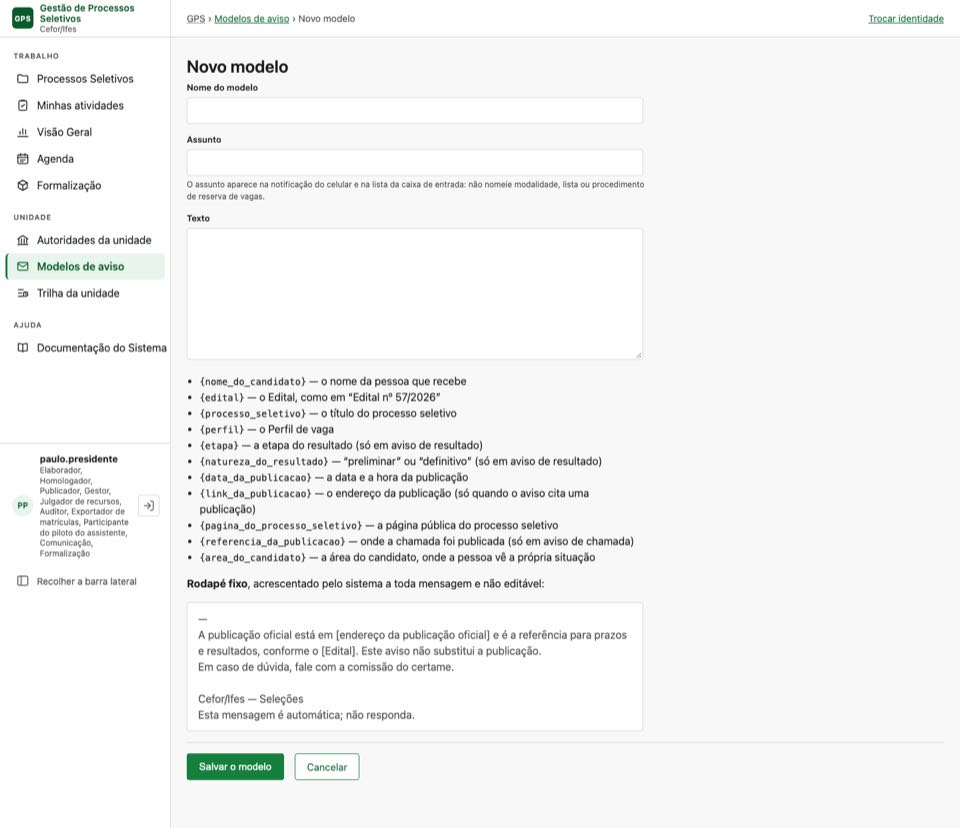 GPS
Gestão de Processos
Seletivos
Cefor/Ifes
GPS › Modelos de aviso › Novo modelo
Trocar identidade
TRABALHO
Processos Seletivos
Minhas atividades
Visão Geral
Agenda
Formalização
UNIDADE
Autoridades da unidade
Modelos de aviso
Trilha da unidade
AJUDA
Documentação do Sistema
PP
paulo.presidente
Elaborador,
Homologador,
Publicador, Gestor,
Julgador de recursos,
Auditor, Exportador de
matrículas, Participante
do piloto do assistente,
Comunicação,
Formalização
Recolher a barra lateral
Novo modelo
Nome do modelo
Assunto
O assunto aparece na notificação do celular e na lista da caixa de entrada: não nomeie modalidade, lista ou procedimento
de reserva de vagas.
Texto
• {nome_do_candidato} — o nome da pessoa que recebe
• {edital} — o Edital, como em “Edital nº 57/2026”
• {processo_seletivo} — o título do processo seletivo
• {perfil} — o Perfil de vaga
• {etapa} — a etapa do resultado (só em aviso de resultado)
• {natureza_do_resultado} — “preliminar” ou “definitivo” (só em aviso de resultado)
• {data_da_publicacao} — a data e a hora da publicação
• {link_da_publicacao} — o endereço da publicação (só quando o aviso cita uma
publicação)
• {pagina_do_processo_seletivo} — a página pública do processo seletivo
• {referencia_da_publicacao} — onde a chamada foi publicada (só em aviso de chamada)
• {area_do_candidato} — a área do candidato, onde a pessoa vê a própria situação
Rodapé fixo, acrescentado pelo sistema a toda mensagem e não editável:
—
A publicação oficial está em [endereço da publicação oficial] e é a referência para prazos
e resultados, conforme o [Edital]. Este aviso não substitui a publicação.
Em caso de dúvida, fale com a comissão do certame.
Cefor/Ifes — Seleções
Esta mensagem é automática; não responda.
Salvar o modelo
Cancelar